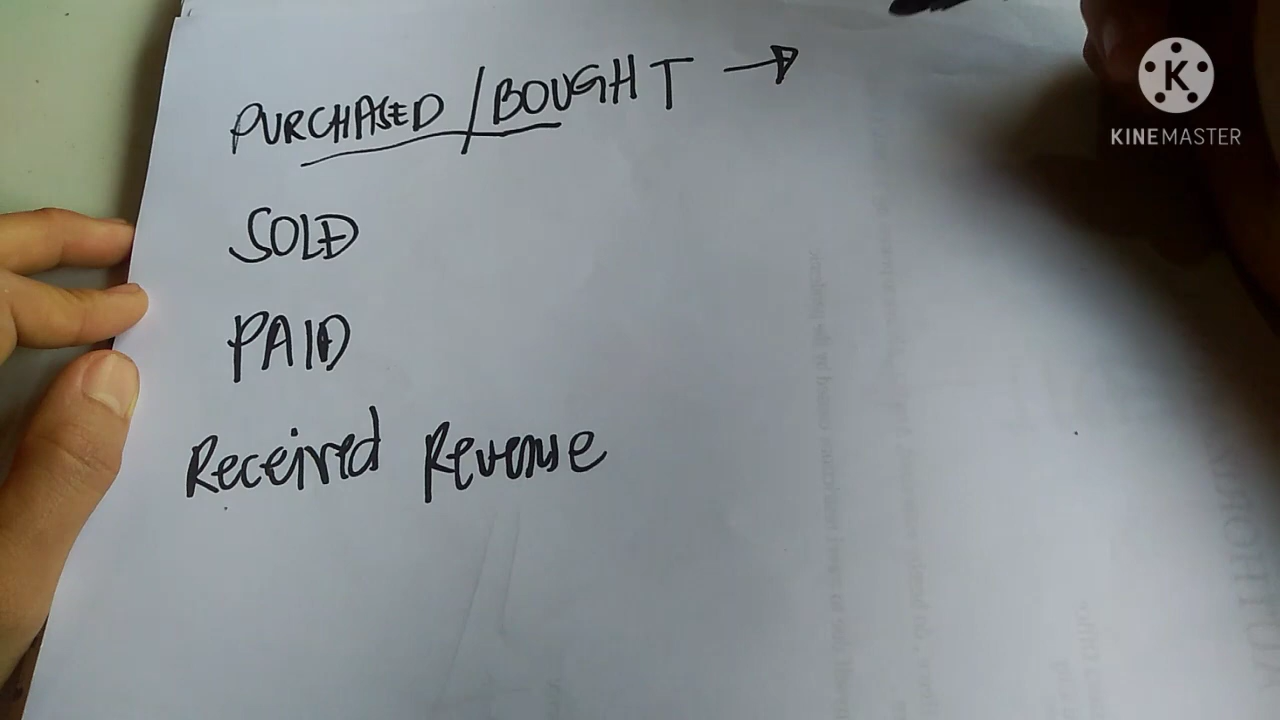 PURCHASED / BOUGHT →
SOLD
PAID
Received Revenue
K
KINEMASTER